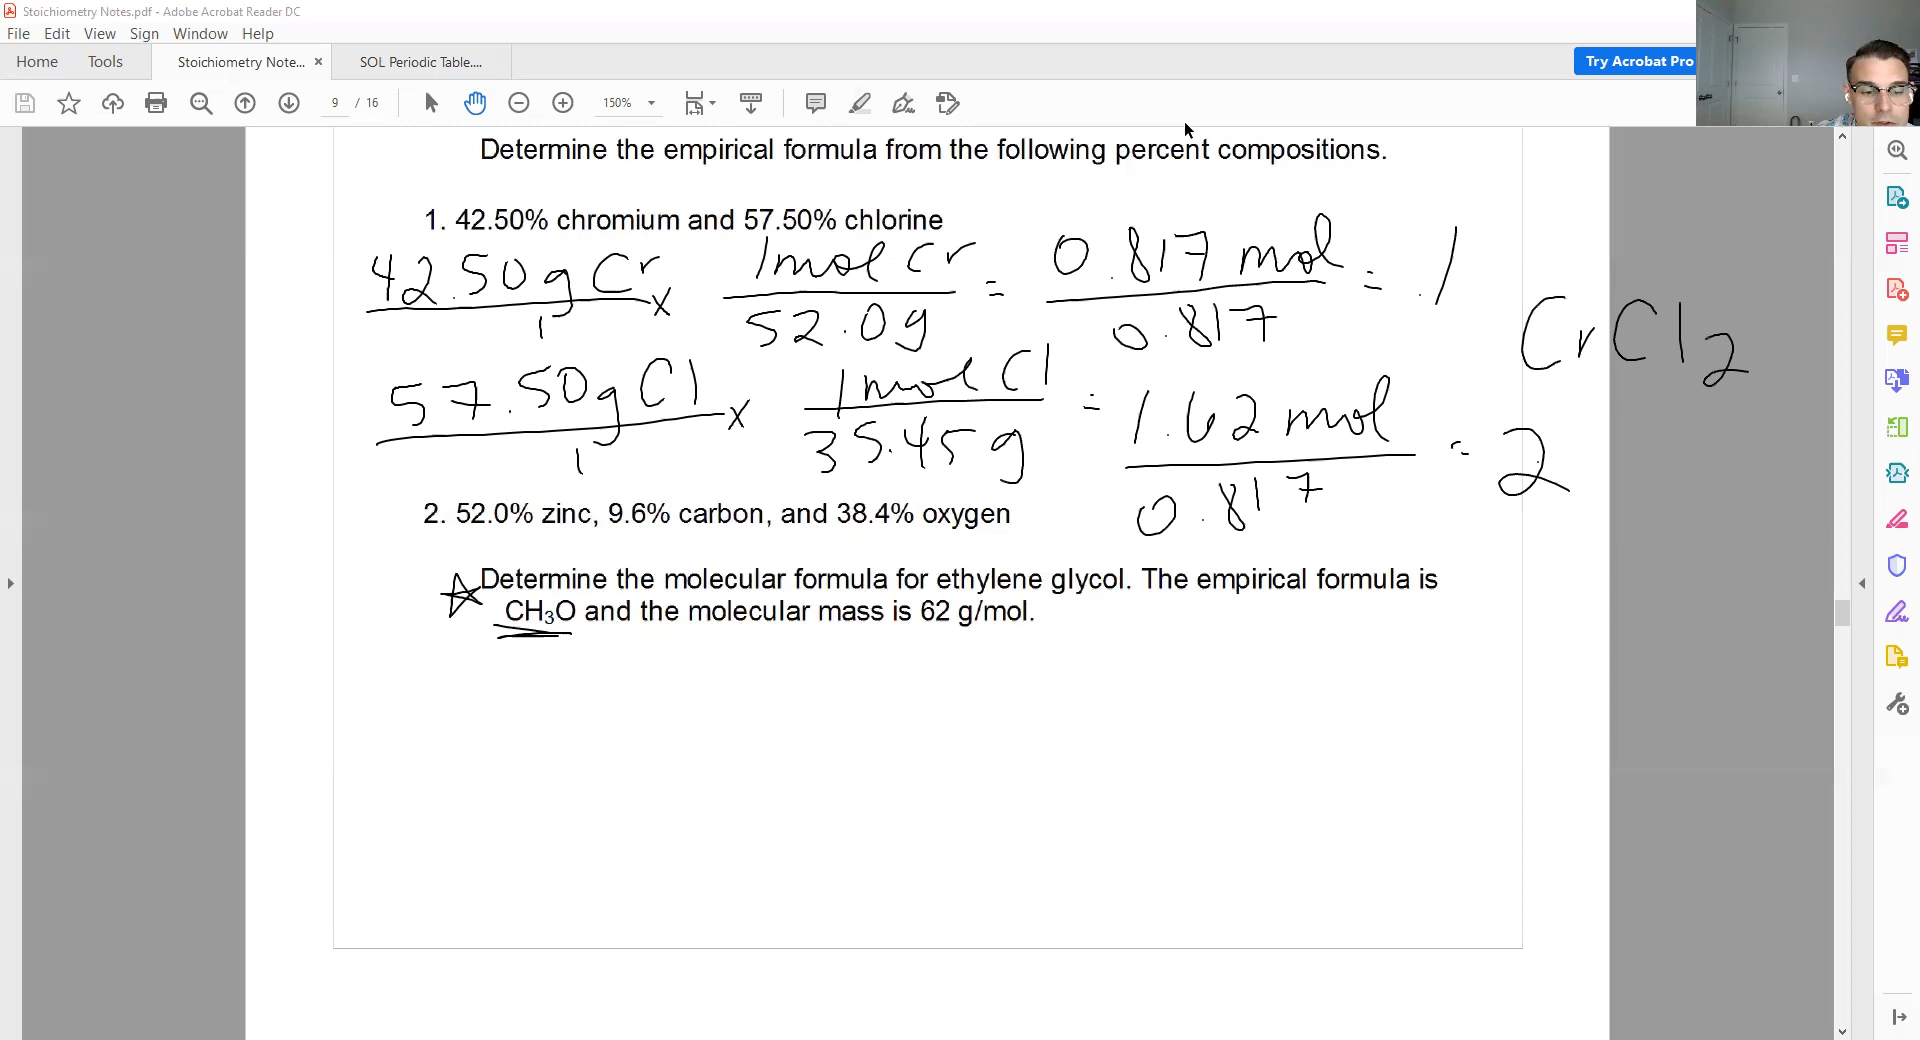 Stoichiometry Notes.pdf - Adobe Acrobat Reader DC
File Edit View Sign Window Help
Home Tools Stoichiometry Note... × SOL Periodic Table.... Try Acrobat Pro
9 / 16 150%
Determine the empirical formula from the following percent compositions.
1. 42.50% chromium and 57.50% chlorine
42.50g Cr / 1 x 1 mol Cr / 52.0g = 0.817 mol / 0.817 = 1
CrCl₂
57.50g Cl / 1 x 1 mol Cl / 35.45g = 1.62 mol / 0.817 = 2
2. 52.0% zinc, 9.6% carbon, and 38.4% oxygen
Determine the molecular formula for ethylene glycol. The empirical formula is
CH₃O and the molecular mass is 62 g/mol.